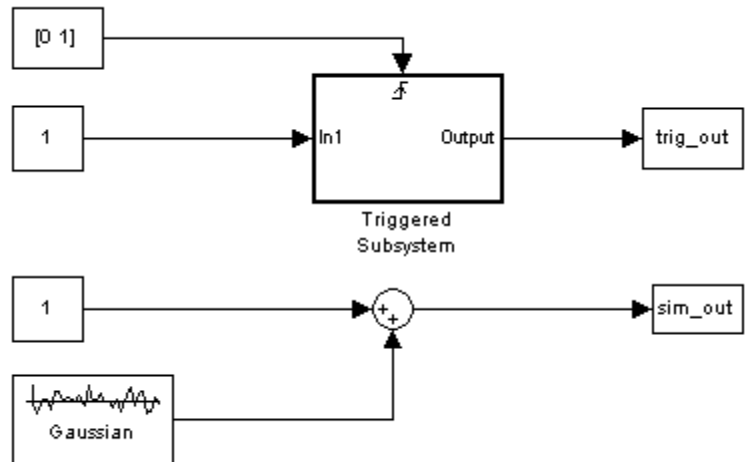 [0 1]
1
In1
Output
trig_out
Triggered
Subsystem
1
++
sim_out
Gaussian